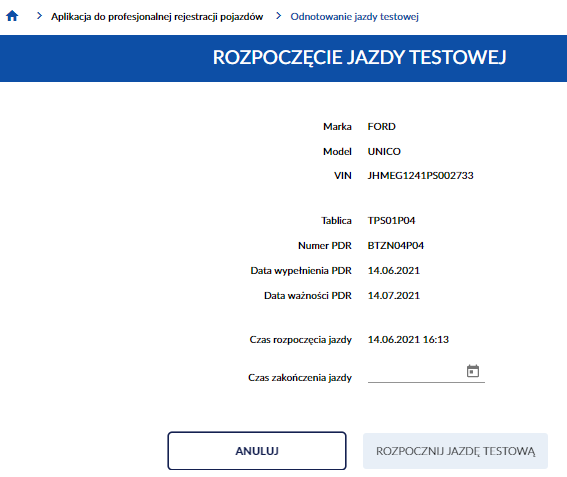 Aplikacja do profesjonalnej rejestracji pojazdów > Odnotowanie jazdy testowej
ROZPOCZĘCIE JAZDY TESTOWEJ
Marka FORD
Model UNICO
VIN JHMEG1241PS002733
Tablica TPS01P04
Numer PDR BTZN04P04
Data wypełnienia PDR 14.06.2021
Data ważności PDR 14.07.2021
Czas rozpoczęcia jazdy 14.06.2021 16:13
Czas zakończenia jazdy
ANULUJ ROZPOCZNIJ JAZDĘ TESTOWĄ